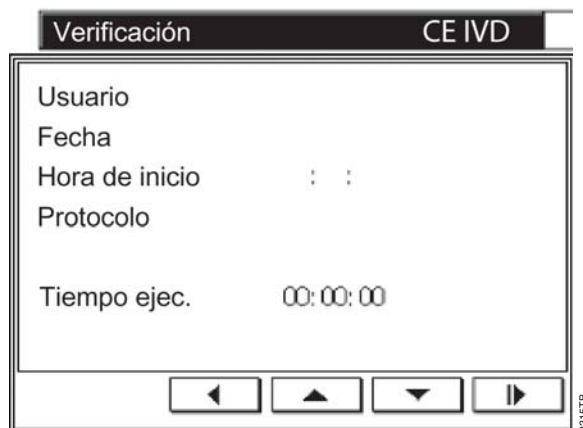 Verificación CE IVD
Usuario
Fecha
Hora de inicio : :
Protocolo
Tiempo ejec. 00:00:00